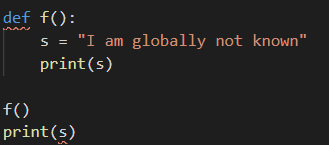 def f():
    s = "I am globally not known"
    print(s)

f()
print(s)